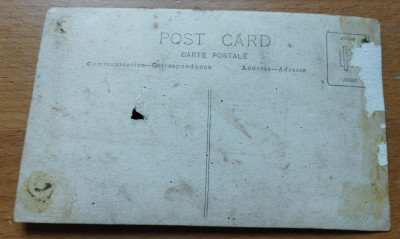 POST CARD
CARTE POSTALE
Communication—Correspondance
Address—Adresse